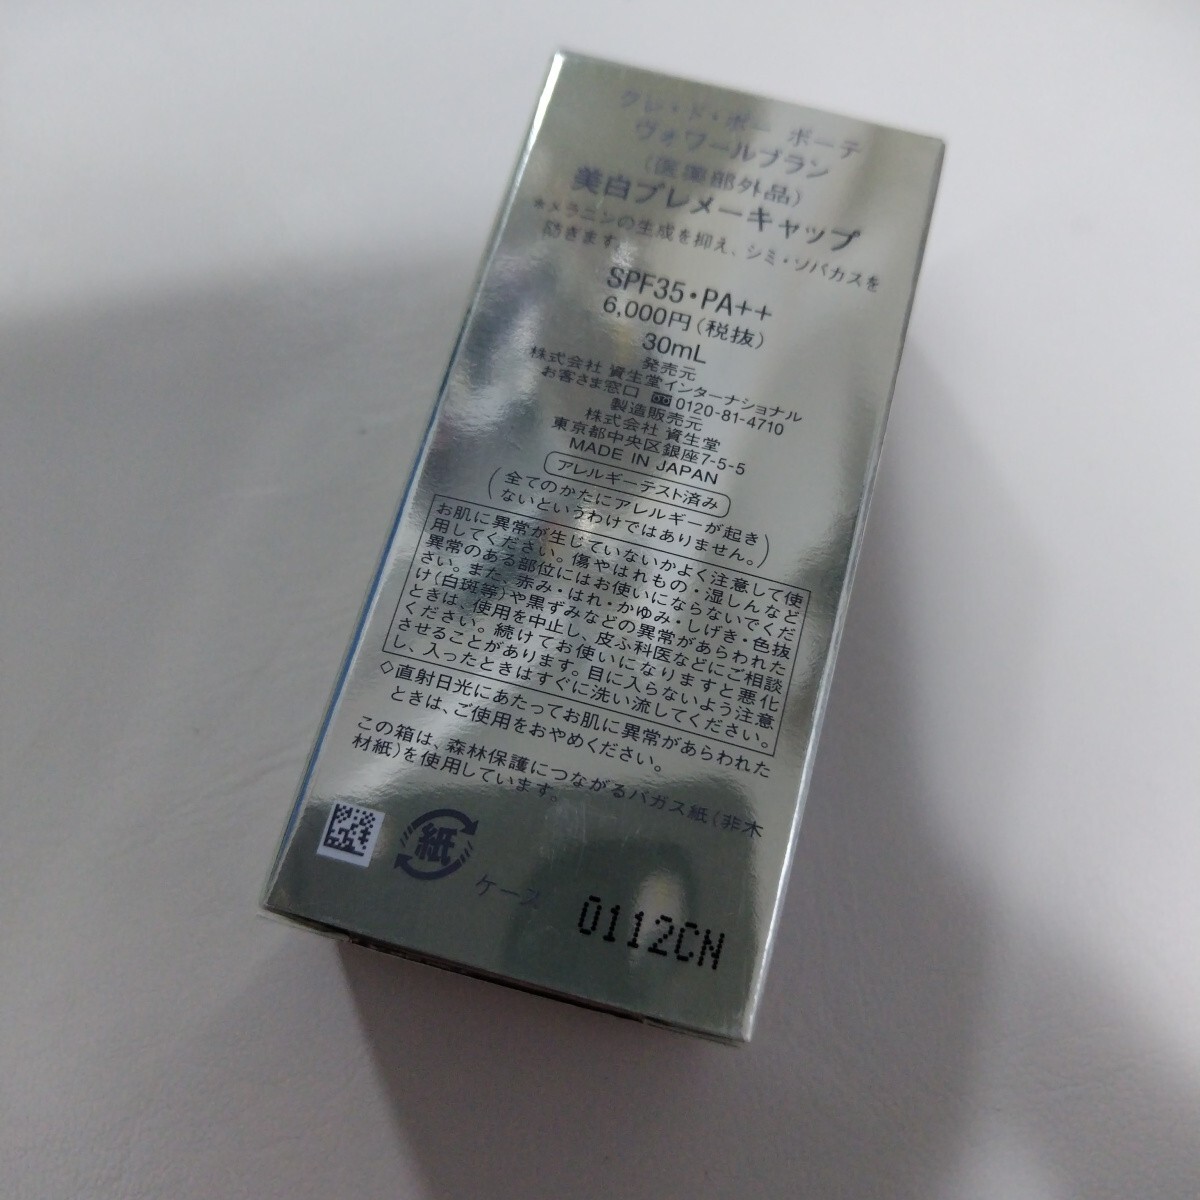 クレ・ド・ポー ボーテ
ヴォワールブラン
(医薬部外品)
美白プレメーキャップ
*メラニンの生成を抑え、シミ・ソバカスを
防ぎます。
SPF35・PA++
6,000円(税抜)
30mL
発売元
株式会社 資生堂インターナショナル
お客さま窓口 0120-81-4710
製造販売元
株式会社 資生堂
東京都中央区銀座7-5-5
MADE IN JAPAN
アレルギーテスト済み
(全てのかたにアレルギーが起き
ないというわけではありません。)
お肌に異常が生じていないかよく注意して使
用してください。傷やはれもの・湿しんなど
異常のある部位にはお使いにならないでくだ
さい。また、赤み・はれ・かゆみ・しげき・色抜
け(白斑等)や黒ずみなどの異常があらわれた
ときは、使用を中止し、皮ふ科医などにご相談
ください。続けてお使いになりますと悪化
させることがあります。目に入らないよう注意
し、入ったときはすぐに洗い流してください。
◇直射日光にあたってお肌に異常があらわれた
ときは、ご使用をおやめください。
この箱は、森林保護につながるバガス紙(非木
材紙)を使用しています。
紙
ケース
0112CN